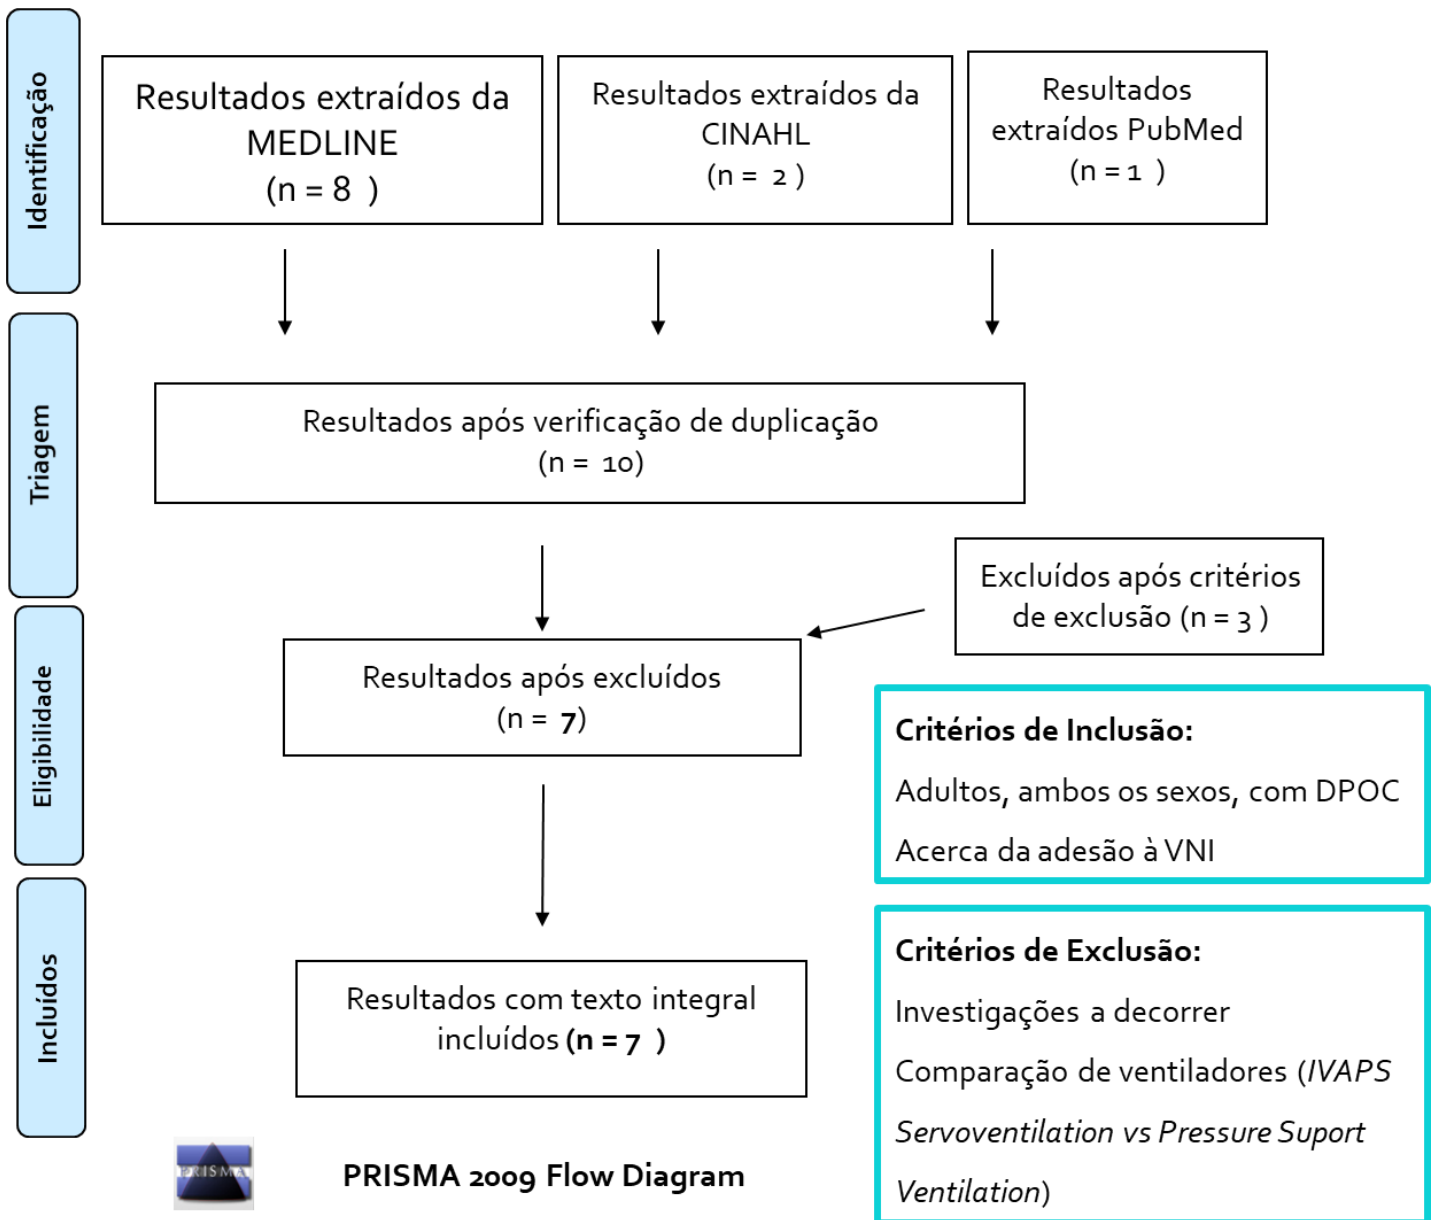 Identificação
Resultados extraídos da
MEDLINE
(n = 8 )
Resultados extraídos da
CINAHL
(n = 2 )
Resultados
extraídos PubMed
(n = 1 )
Triagem
Resultados após verificação de duplicação
(n = 10)
Excluídos após critérios
de exclusão (n = 3 )
Eligibilidade
Resultados após excluídos
(n = 7)
Critérios de Inclusão:
Adultos, ambos os sexos, com DPOC
Acerca da adesão à VNI
Incluídos
Resultados com texto integral
incluídos (n = 7 )
Critérios de Exclusão:
Investigações a decorrer
Comparação de ventiladores (IVAPS
Servoventilation vs Pressure Suport
Ventilation)
PRISMA
PRISMA 2009 Flow Diagram